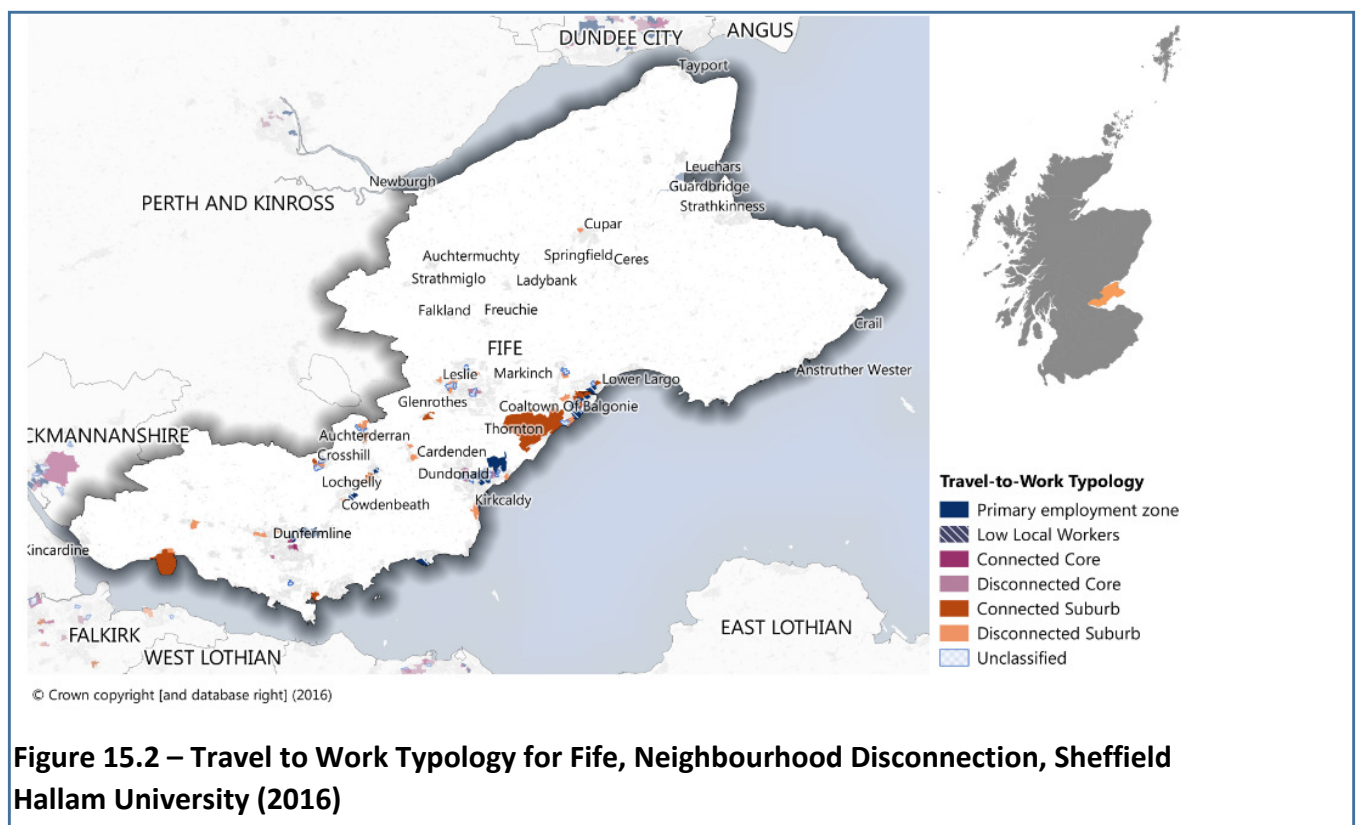 DUNDEE CITY
ANGUS
Tayport
Leuchars
Newburgh
Guardbridge
PERTH AND KINROSS
Strathkinness
Cupar
Auchtermuchty
Springfield
Ceres
Strathmiglo
Ladybank
Falkland
Freuchie
Crail
FIFE
Anstruther Wester
Leslie
Markinch
Lower Largo
Glenrothes
Coaltown Of Balgonie
Thornton
CKMANNANSHIRE
Auchterderran
Crosshill
Cardenden
Dundonald
Lochgelly
Kirkcaldy
Cowdenbeath
Dunfermline
Kincardine
FALKIRK
EAST LOTHIAN
WEST LOTHIAN
Travel-to-Work Typology
Primary employment zone
Low Local Workers
Connected Core
Disconnected Core
Connected Suburb
Disconnected Suburb
Unclassified
© Crown copyright [and database right] (2016)
Figure 15.2 – Travel to Work Typology for Fife, Neighbourhood Disconnection, Sheffield
Hallam University (2016)